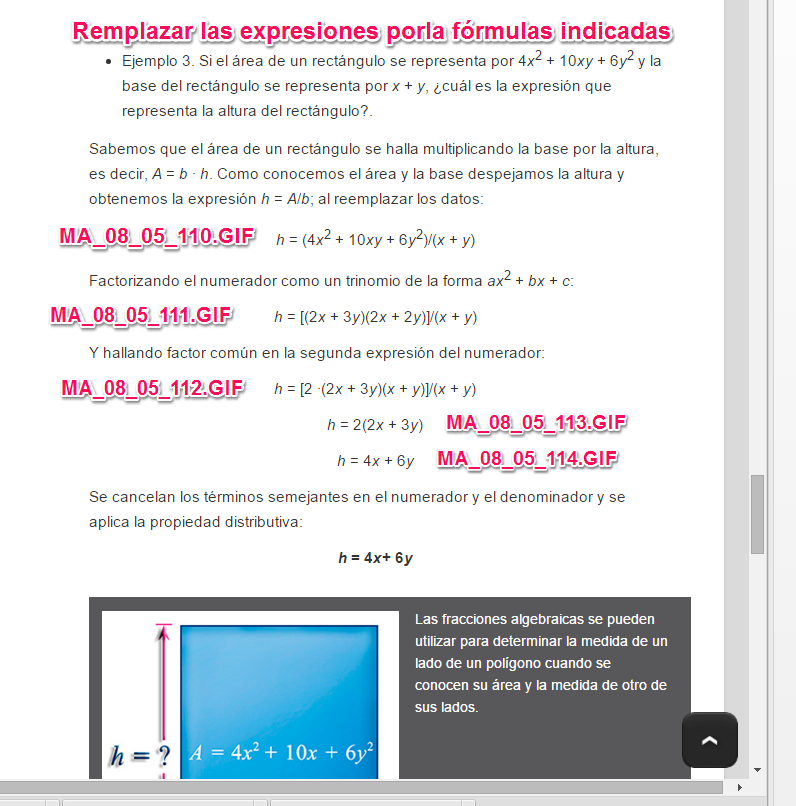 Remplazar las expresiones porla fórmulas indicadas
• Ejemplo 3. Si el área de un rectángulo se representa por 4x² + 10xy + 6y² y la
base del rectángulo se representa por x + y, ¿cuál es la expresión que
representa la altura del rectángulo?.
Sabemos que el área de un rectángulo se halla multiplicando la base por la altura,
es decir, A = b · h. Como conocemos el área y la base despejamos la altura y
obtenemos la expresión h = A/b; al reemplazar los datos:
MA_08_05_110.GIF h = (4x² + 10xy + 6y²)/(x + y)
Factorizando el numerador como un trinomio de la forma ax² + bx + c:
MA_08_05_111.GIF h = [(2x + 3y)(2x + 2y)]/(x + y)
Y hallando factor común en la segunda expresión del numerador:
MA_08_05_112.GIF h = [2 ·(2x + 3y)(x + y)]/(x + y)
h = 2(2x + 3y) MA_08_05_113.GIF
h = 4x + 6y MA_08_05_114.GIF
Se cancelan los términos semejantes en el numerador y el denominador y se
aplica la propiedad distributiva:
h = 4x+ 6y
Las fracciones algebraicas se pueden
utilizar para determinar la medida de un
lado de un polígono cuando se
conocen su área y la medida de otro de
sus lados.
h = ? A = 4x² + 10x + 6y²